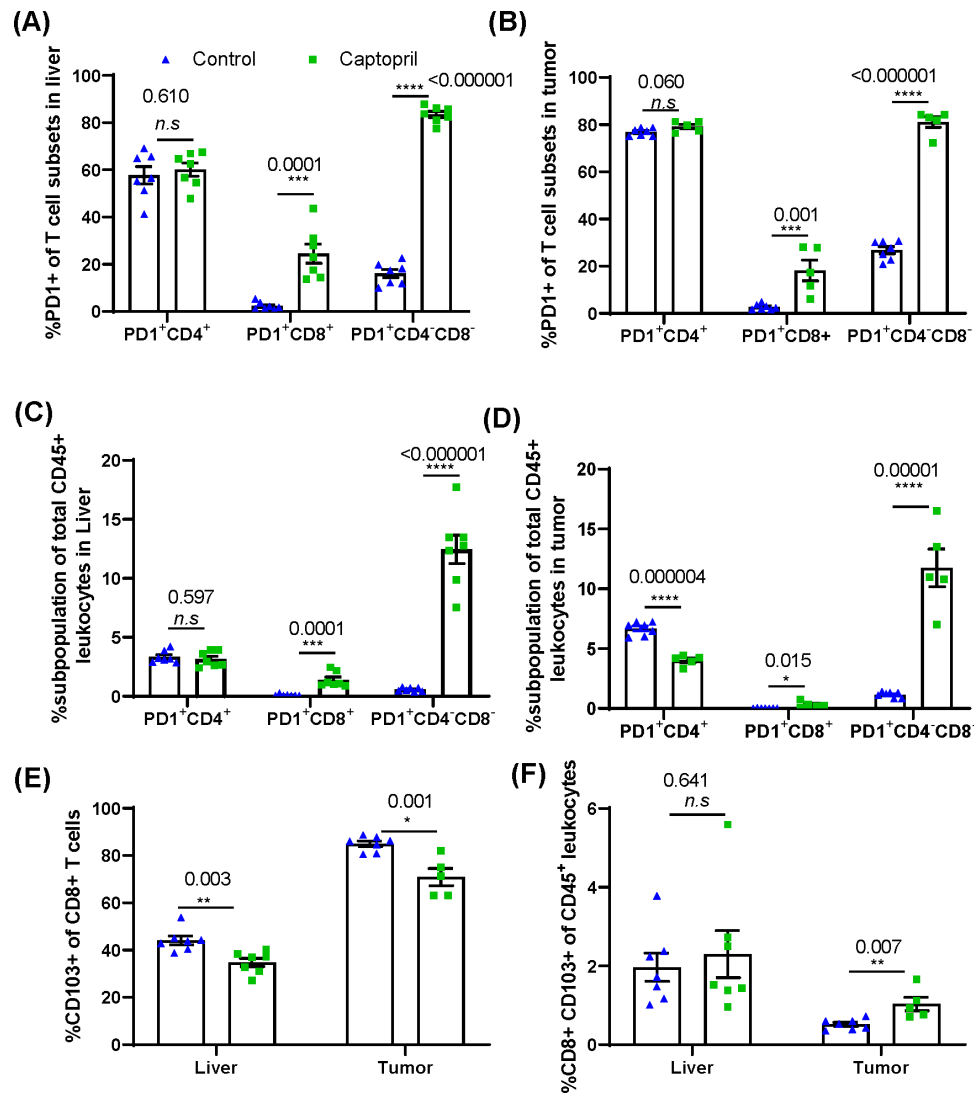 (A)
Control
Captopril
%PD1+ of T cell subsets in liver
100
80
60
40
20
0
0.610
n.s
0.0001
***
<0.000001
****
PD1⁺CD4⁺
PD1⁺CD8⁺
PD1⁺CD4⁻CD8⁻
(B)
%PD1+ of T cell subsets in tumor
100
80
60
40
20
0
0.060
n.s
0.001
***
<0.000001
****
PD1⁺CD4⁺
PD1⁺CD8+
PD1⁺CD4⁻CD8⁻
(C)
%subpopulation of total CD45+
leukocytes in Liver
20
15
10
5
0
0.597
n.s
0.0001
***
<0.000001
****
PD1⁺CD4⁺
PD1⁺CD8⁺
PD1⁺CD4⁻CD8⁻
(D)
%subpopulation of total CD45+
leukocytes in tumor
20
15
10
5
0
0.000004
****
0.015
*
0.00001
****
PD1⁺CD4⁺
PD1⁺CD8⁺
PD1⁺CD4⁻CD8⁻
(E)
%CD103+ of CD8+ T cells
100
80
60
40
20
0
0.003
**
0.001
*
Liver
Tumor
(F)
%CD8+ CD103+ of CD45⁺ leukocytes
6
4
2
0
0.641
n.s
0.007
**
Liver
Tumor